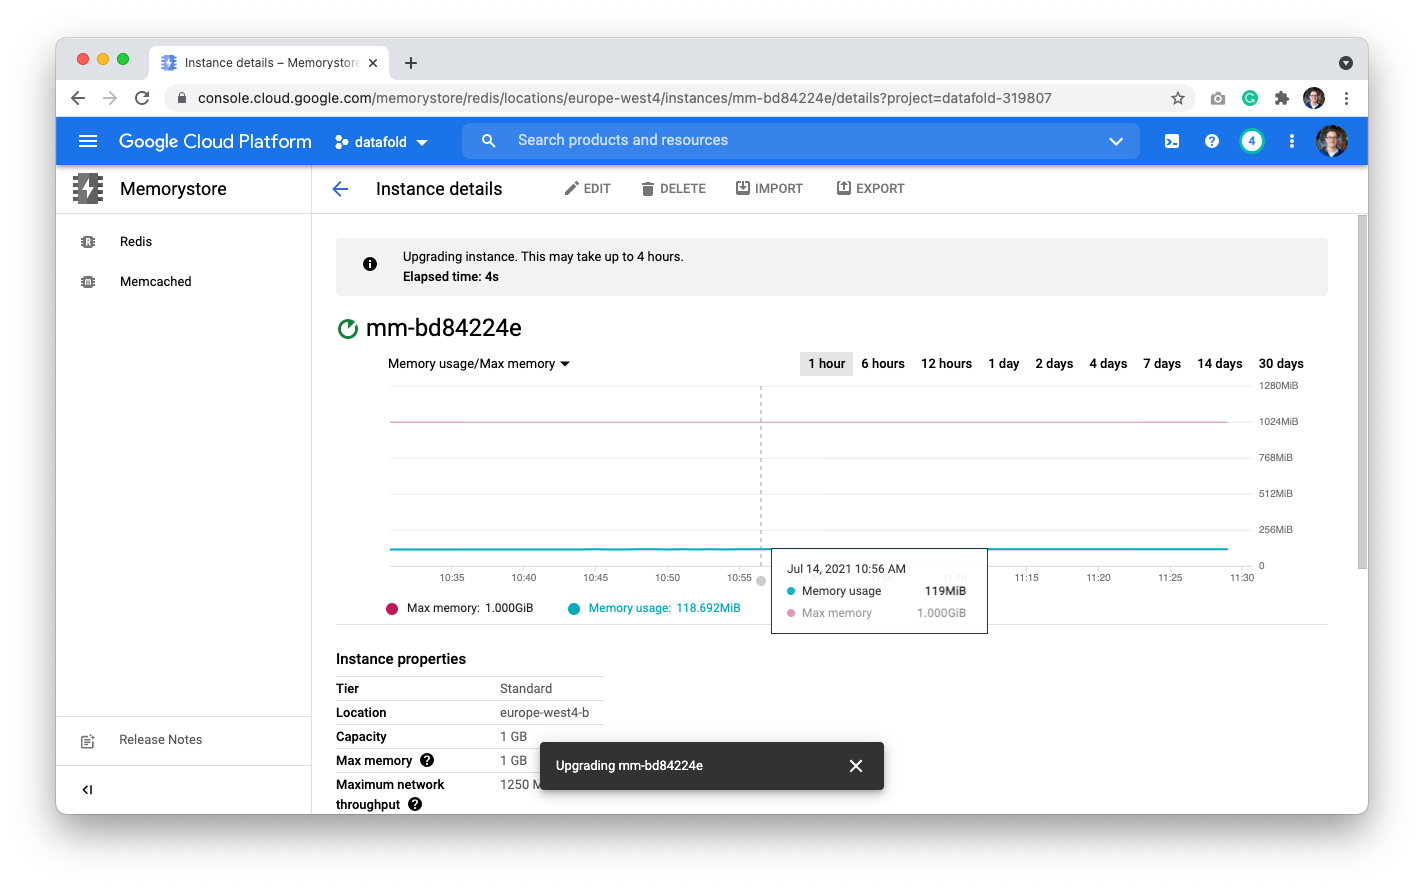 Instance details – Memorystore
console.cloud.google.com/memorystore/redis/locations/europe-west4/instances/mm-bd84224e/details?project=datafold-319807
Google Cloud Platform
datafold
Search products and resources
4
Memorystore
Instance details
EDIT
DELETE
IMPORT
EXPORT
Redis
Memcached
Upgrading instance. This may take up to 4 hours.
Elapsed time: 4s
mm-bd84224e
Memory usage/Max memory
1 hour
6 hours
12 hours
1 day
2 days
4 days
7 days
14 days
30 days
1280MiB
1024MiB
768MiB
512MiB
256MiB
0
10:35
10:40
10:45
10:50
10:55
11:15
11:20
11:25
11:30
Jul 14, 2021 10:56 AM
Memory usage 119MiB
Max memory 1.000GiB
Max memory: 1.000GiB
Memory usage: 118.692MiB
Instance properties
Tier Standard
Location europe-west4-b
Capacity 1 GB
Max memory 1 GB
Maximum network throughput 1250 M
Upgrading mm-bd84224e
Release Notes